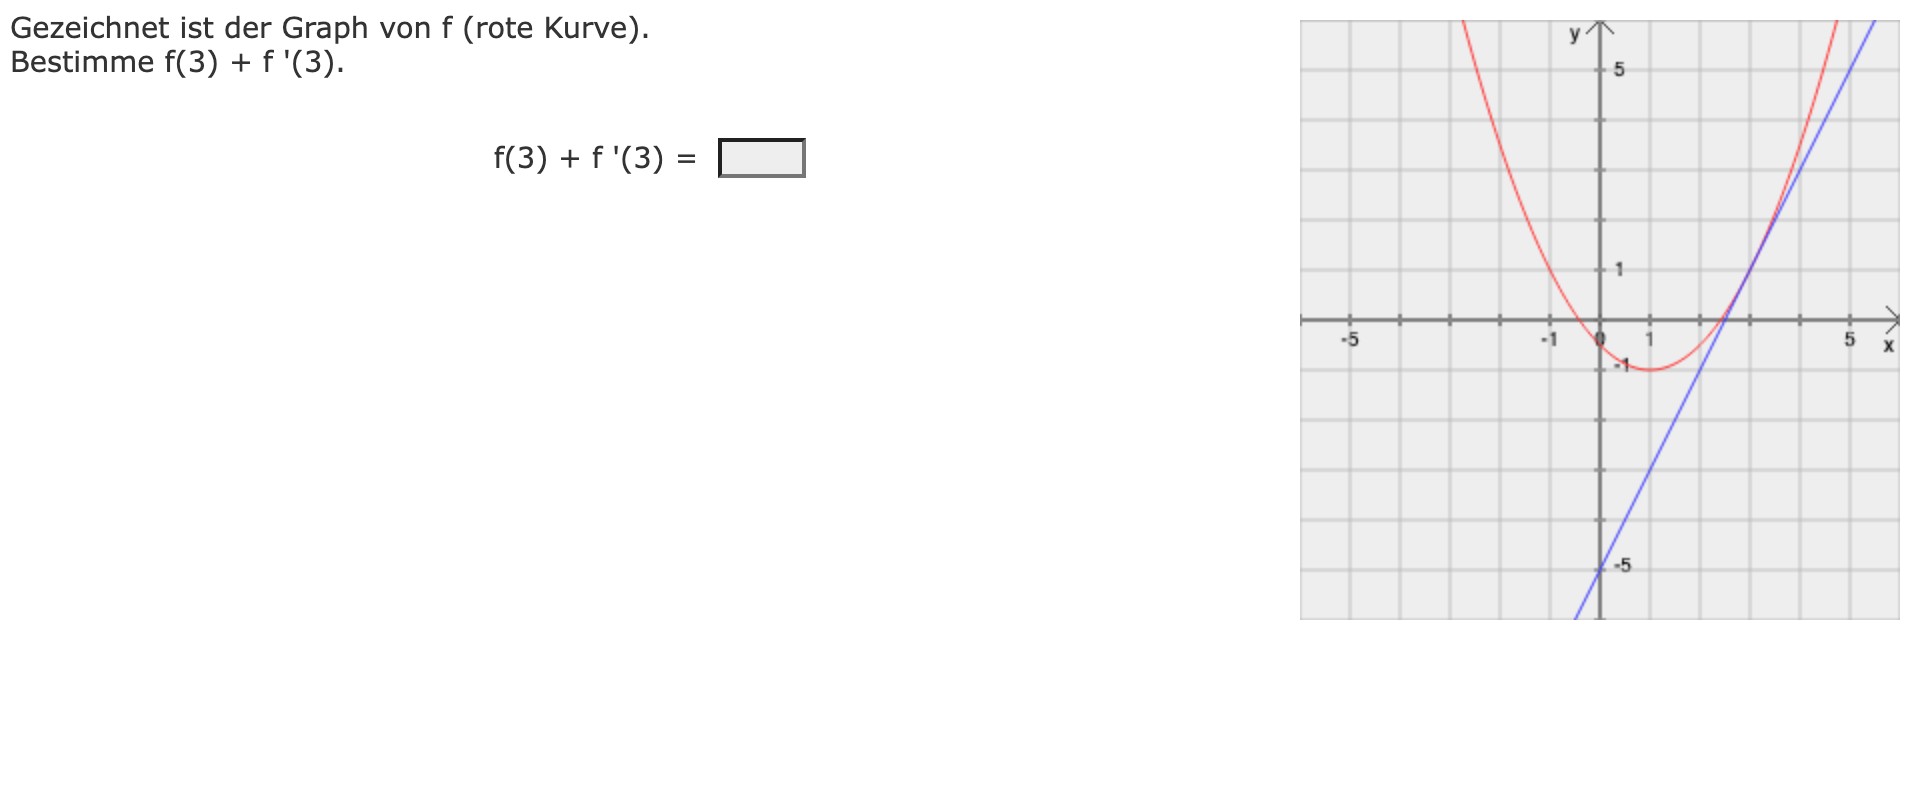 Gezeichnet ist der Graph von f (rote Kurve).
Bestimme f(3) + f '(3).
f(3) + f '(3) =
y
5
1
-5
-1
0
1
5
x
-1
-5